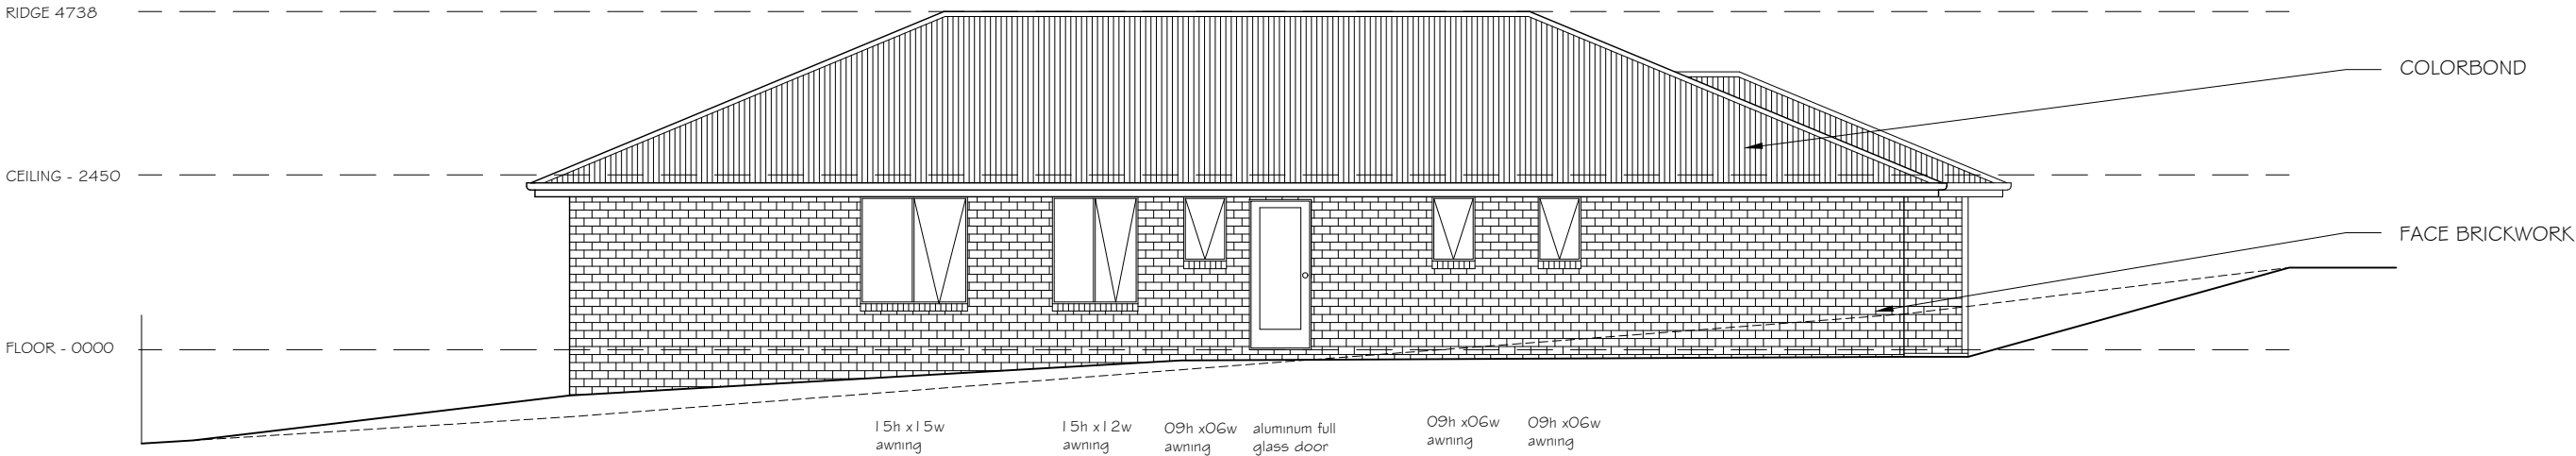 RIDGE 4738
COLORBOND
CEILING - 2450
FACE BRICKWORK
FLOOR - 0000
15h x15w
awning
15h x12w
awning
09h x06w
awning
aluminum full
glass door
09h x06w
awning
09h x06w
awning